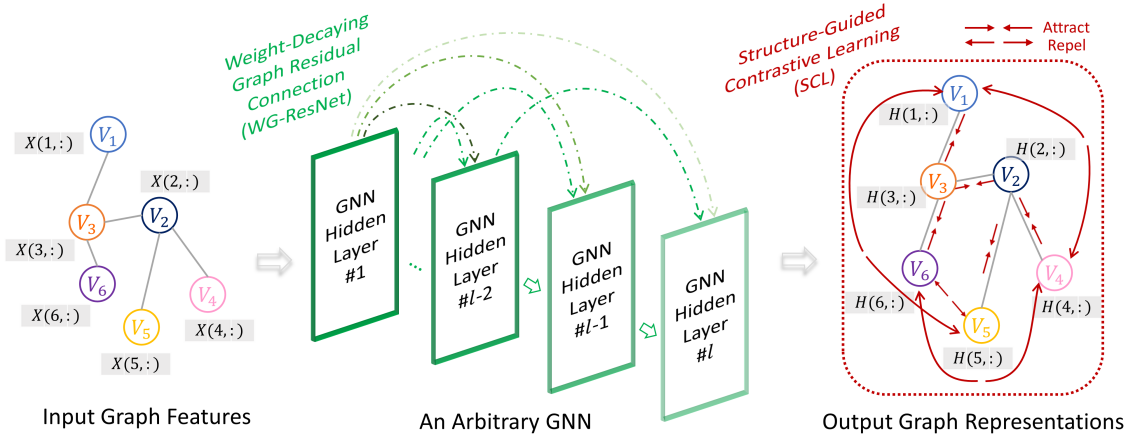 Weight-Decaying
Graph Residual
Connection
(WG-ResNet)
Structure-Guided
Contrastive Learning
(SCL)
Attract
Repel
X(1,:)
V1
X(2,:)
V3
V2
X(3,:)
V6
V4
X(6,:)
V5
X(4,:)
X(5,:)
GNN
Hidden
Layer
#1
...
GNN
Hidden
Layer
#l-2
GNN
Hidden
Layer
#l-1
GNN
Hidden
Layer
#l
V1
H(1,:)
H(2,:)
V3
V2
H(3,:)
V6
V4
H(6,:)
H(4,:)
V5
H(5,:)
Input Graph Features
An Arbitrary GNN
Output Graph Representations